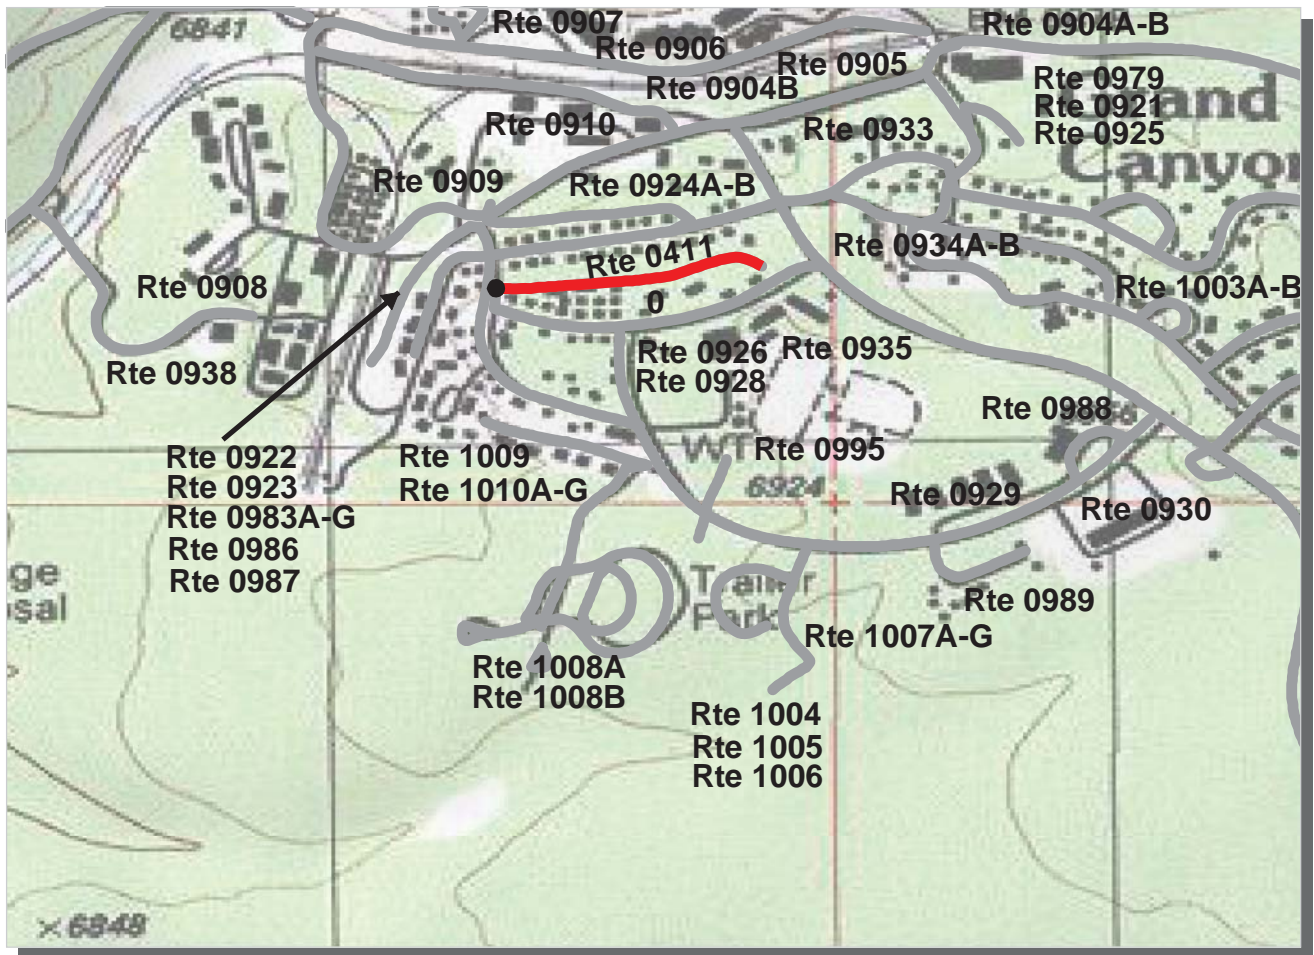 6841
Rte 0907
Rte 0904A-B
Rte 0906
Rte 0905
Rte 0904B
Rte 0979
Rte 0921
Rte 0925
Rte 0910
Rte 0933
Canyon
Rte 0909
Rte 0924A-B
Rte 0411
Rte 0934A-B
Rte 0908
0
Rte 1003A-B
Rte 0938
Rte 0926
Rte 0928
Rte 0935
Rte 0988
WT
Rte 0995
Rte 0922
Rte 0923
Rte 0983A-G
Rte 0986
Rte 0987
Rte 1009
Rte 1010A-G
6924
Rte 0929
Rte 0930
ge
sal
Trailer
Park
Rte 0989
Rte 1007A-G
Rte 1008A
Rte 1008B
Rte 1004
Rte 1005
Rte 1006
×6848